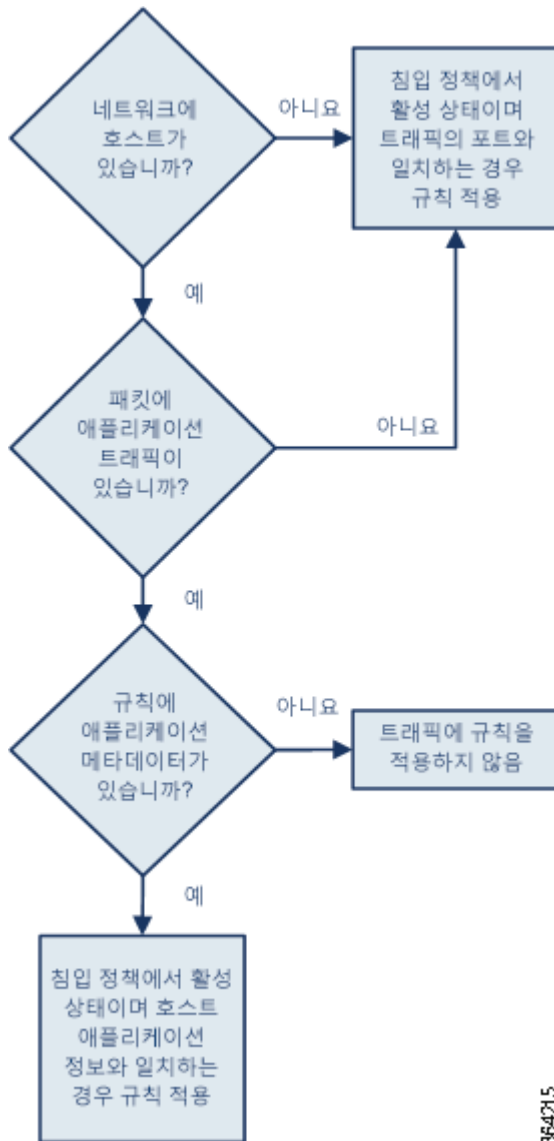 네트워크에
호스트가
있습니까?
아니요
침입 정책에서
활성 상태이며
트래픽의 포트와
일치하는 경우
규칙 적용
예
패킷에
애플리케이션
트래픽이
있습니까?
아니요
예
규칙에
애플리케이션
메타데이터가
있습니까?
아니요
트래픽에 규칙을
적용하지 않음
예
침입 정책에서 활성
상태이며 호스트
애플리케이션
정보와 일치하는
경우 규칙 적용